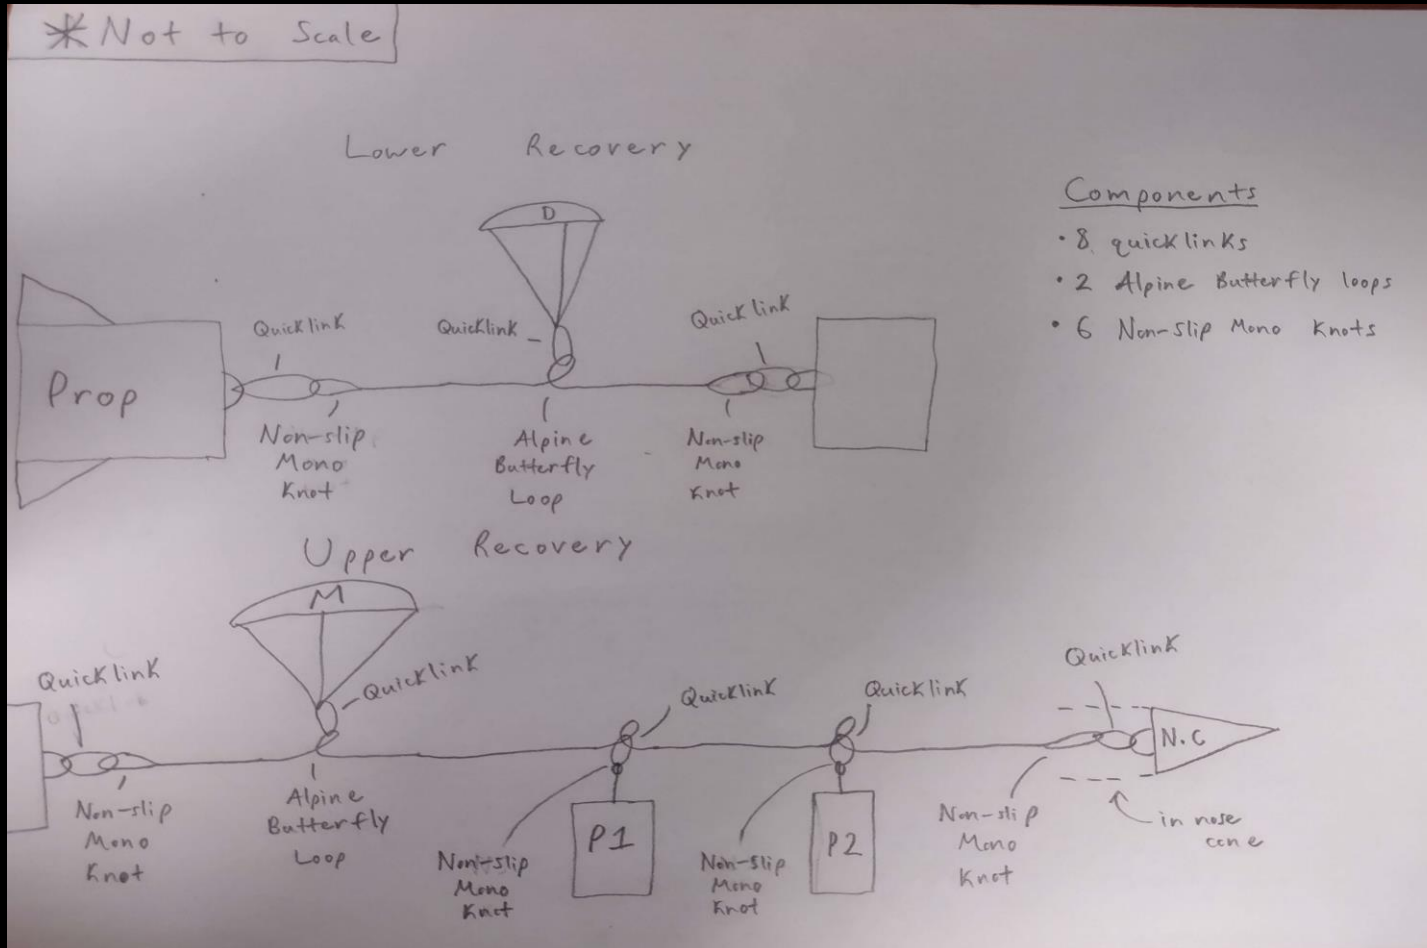 *Not to Scale
Lower Recovery
Components
• 8 quicklinks
• 2 Alpine Butterfly loops
• 6 Non-Slip Mono Knots
D
Quicklink
Quicklink
Quicklink
Prop
Non-slip
Mono
Knot
Alpine
Butterfly
Loop
Non-slip
Mono
Knot
Upper Recovery
M
Quicklink
Quicklink
Quicklink
Quicklink
Quicklink
N.C
Non-slip
Mono
Knot
Alpine
Butterfly
Loop
P1
Non-slip
Mono
Knot
P2
Non-slip
Mono
Knot
Non-slip
Mono
Knot
in nose
cone